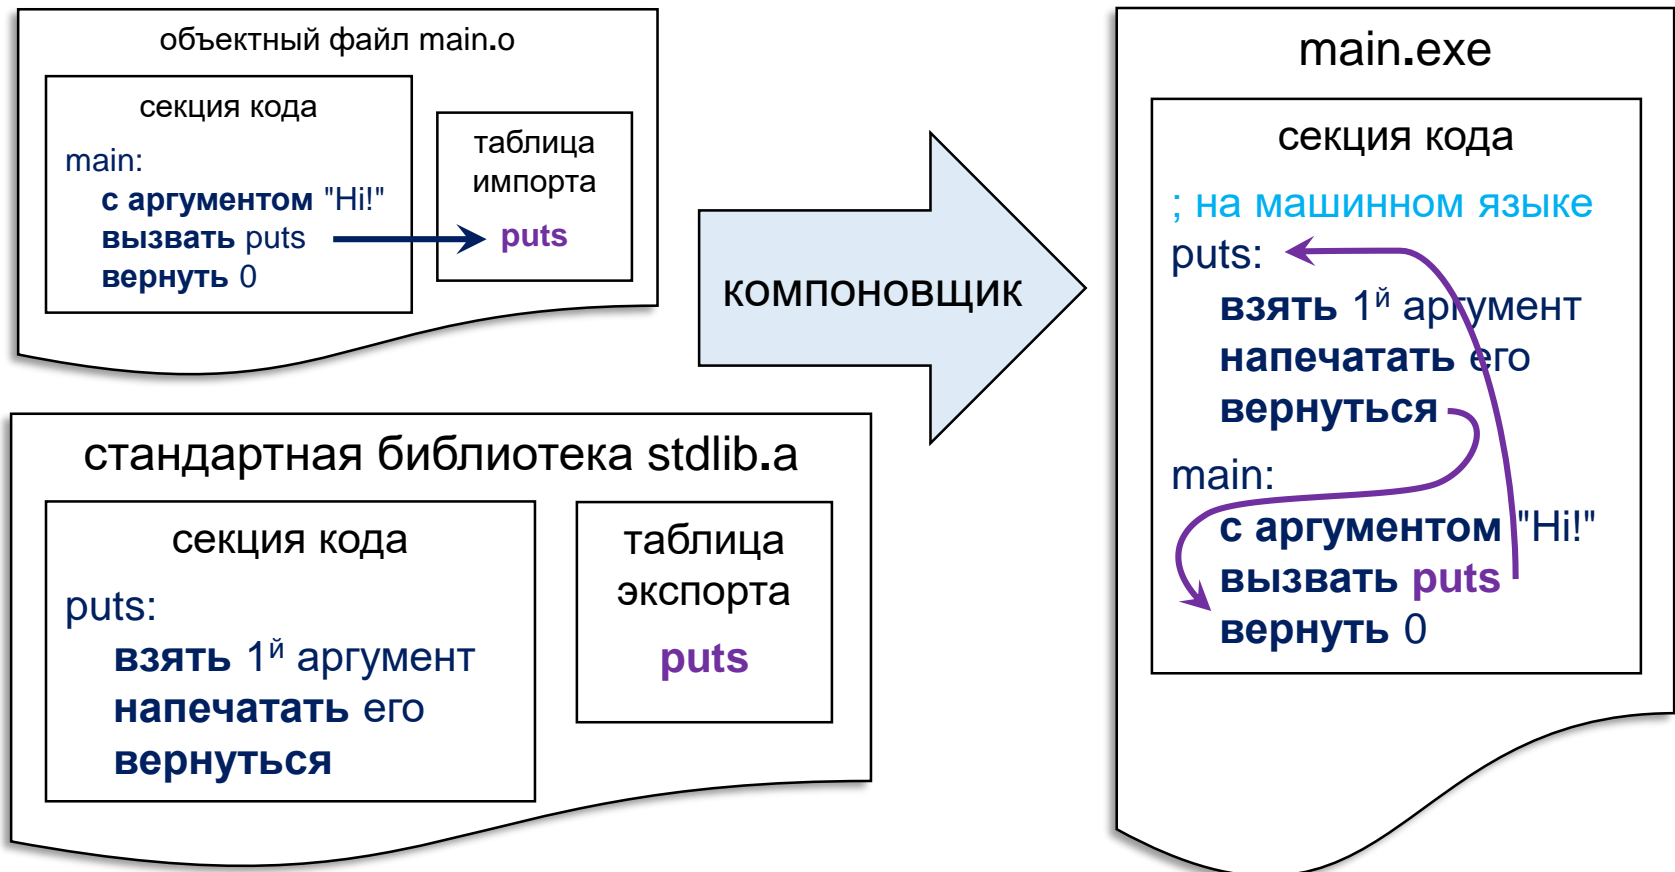 объектный файл main.o
секция кода
main:
с аргументом "Hi!"
вызвать puts
вернуть 0
таблица
импорта
puts
стандартная библиотека stdlib.a
секция кода
puts:
взять 1й аргумент
напечатать его
вернуться
таблица
экспорта
puts
компоновщик
main.exe
секция кода
; на машинном языке
puts:
взять 1й аргумент
напечатать его
вернуться
main:
с аргументом "Hi!"
вызвать puts
вернуть 0